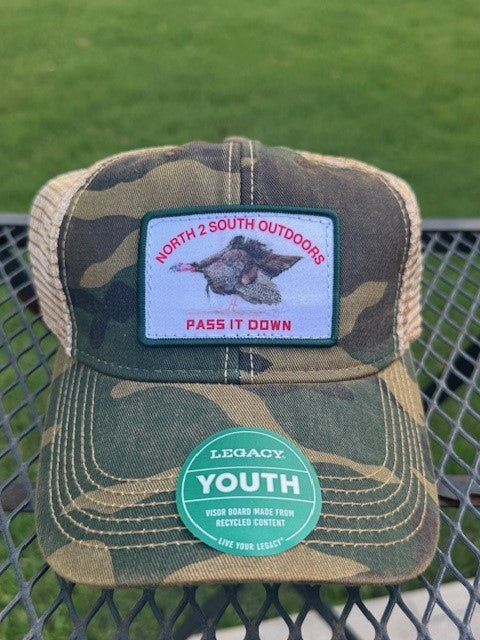 NORTH 2 SOUTH OUTDOORS
PASS IT DOWN
LEGACY.
YOUTH
VISOR BOARD MADE FROM
RECYCLED CONTENT
LIVE YOUR LEGACY®